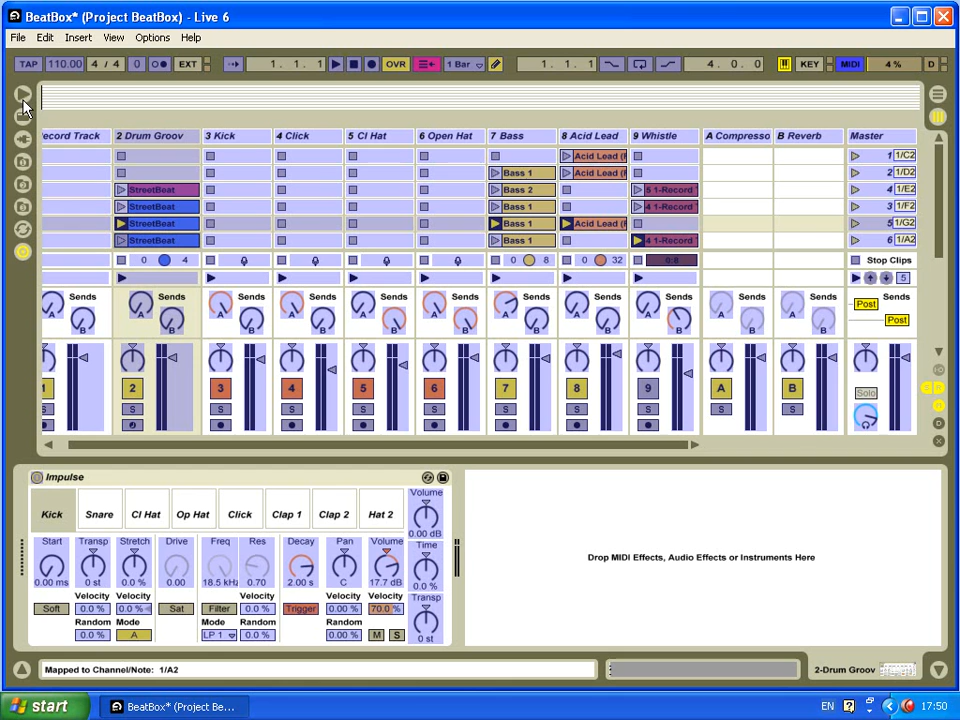 BeatBox* (Project BeatBox) - Live 6
File Edit Insert View Options Help
TAP 110.00 4 / 4 0 EXT 1. 1. 1 OVR 1 Bar 1. 1. 1 4. 0. 0 KEY MIDI 4 % D
ecord Track 2 Drum Groov 3 Kick 4 Click 5 Cl Hat 6 Open Hat 7 Bass 8 Acid Lead 9 Whistle A Compresso B Reverb Master
Acid Lead (F 1 1/C2
Bass 1 Acid Lead (F 2 1/D2
StreetBeat Bass 2 5 1-Record 4 1/E2
StreetBeat Bass 1 4 1-Record 3 1/F2
StreetBeat Bass 1 Acid Lead (F 5 1/G2
StreetBeat Bass 1 4 1-Record 6 1/A2
0 4 0 8 0 32 0:8 Stop Clips
5
Sends Sends Sends Sends Sends Sends Sends Sends Sends Sends Sends Sends
A A A A A A A A A A A Post
B B B B B B B B B B B Post
1 2 3 4 5 6 7 8 9 A B Solo
S S S S S S S S S S
Impulse
Kick Snare Cl Hat Op Hat Click Clap 1 Clap 2 Hat 2 Volume
0.00 dB
Start Transp Stretch Drive Freq Res Decay Pan Volume Time
0.00 ms 0 st 0.0 % 0.00 18.5 kHz 0.70 2.00 s C 17.7 dB 0.0 %
Velocity Velocity Velocity Velocity Velocity Transp
Soft 0.0 % 0.0 % Sat Filter 0.0 % Trigger 0.00 % 70.0 %
Random Mode Mode Random Random
0.0 % A LP 1 0.0 % 0.00 % M S 0 st
Drop MIDI Effects, Audio Effects or Instruments Here
Mapped to Channel/Note: 1/A2 2-Drum Groov
start BeatBox* (Project Be... EN 17:50